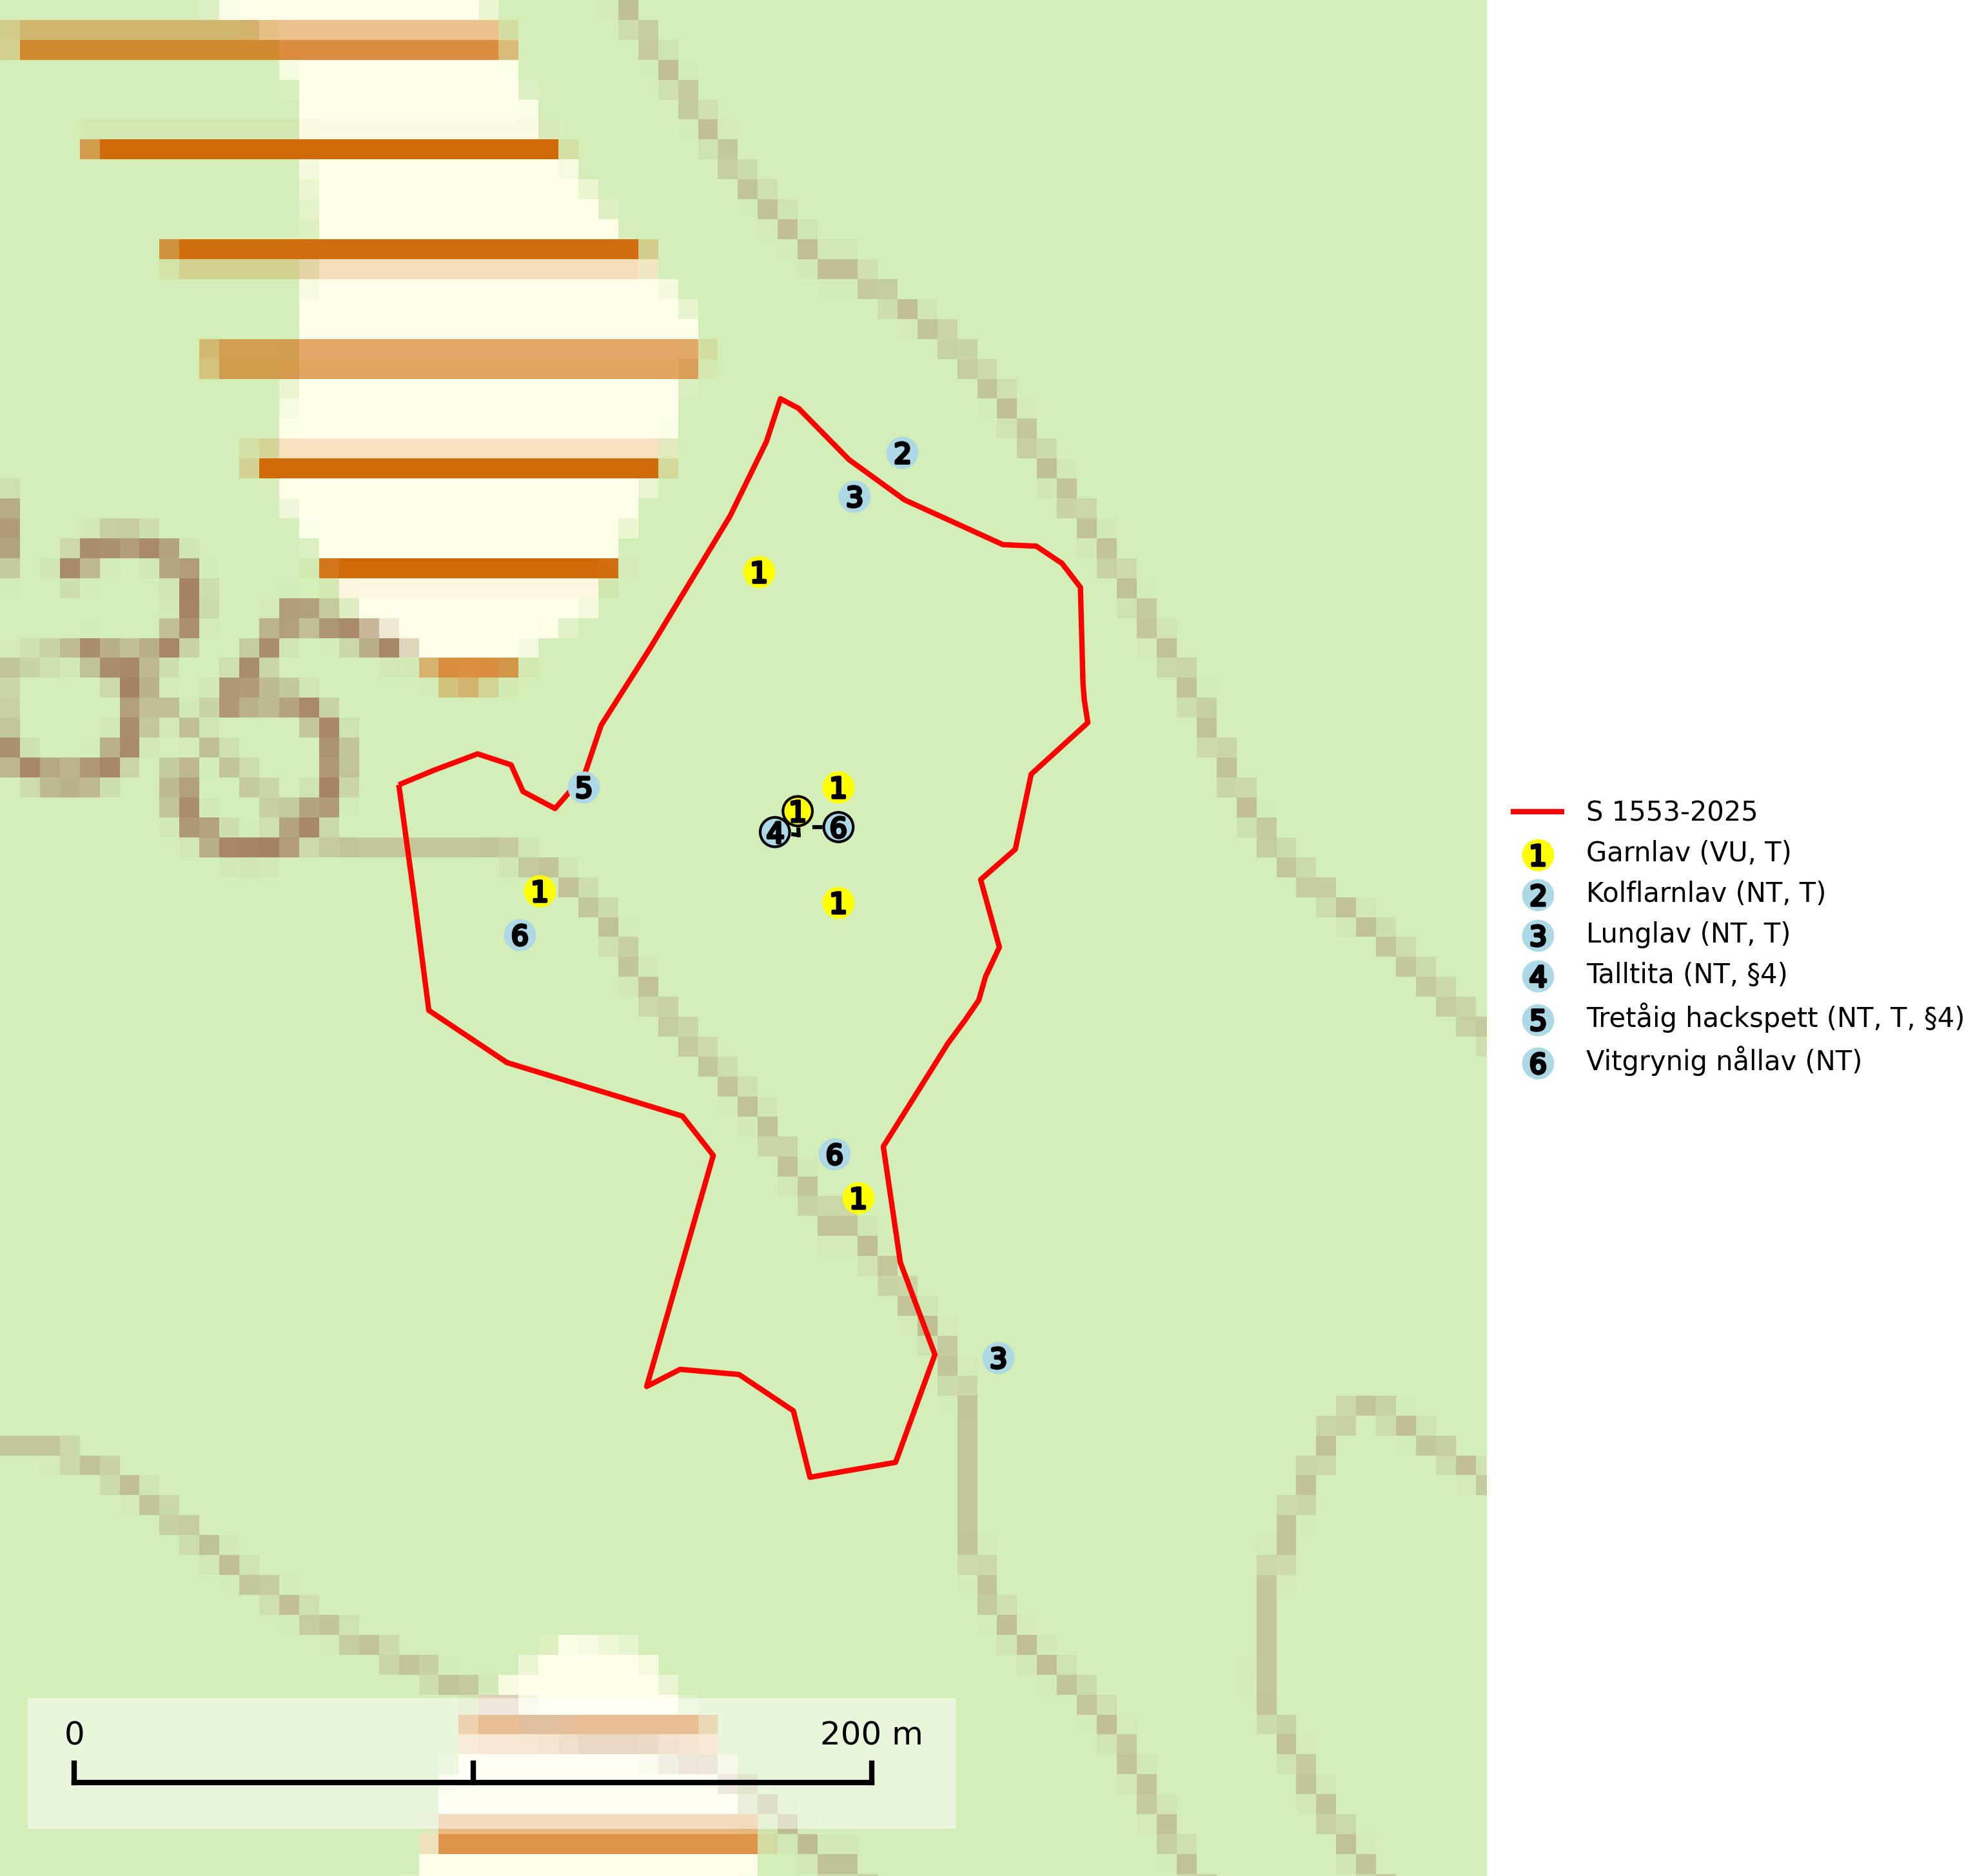 2
3
1
5
1
1
4
6
1
1
6
6
1
3
0 200 m
S 1553-2025
1 Garnlav (VU, T)
2 Kolflarnlav (NT, T)
3 Lunglav (NT, T)
4 Talltita (NT, §4)
5 Tretåig hackspett (NT, T, §4)
6 Vitgrynig nållav (NT)